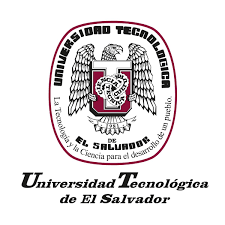 UNIVERSIDAD TECNOLOGICA
DE
EL SALVADOR
La Tecnología y la Ciencia para el desarrollo de un pueblo.
Universidad Tecnológica
de El Salvador